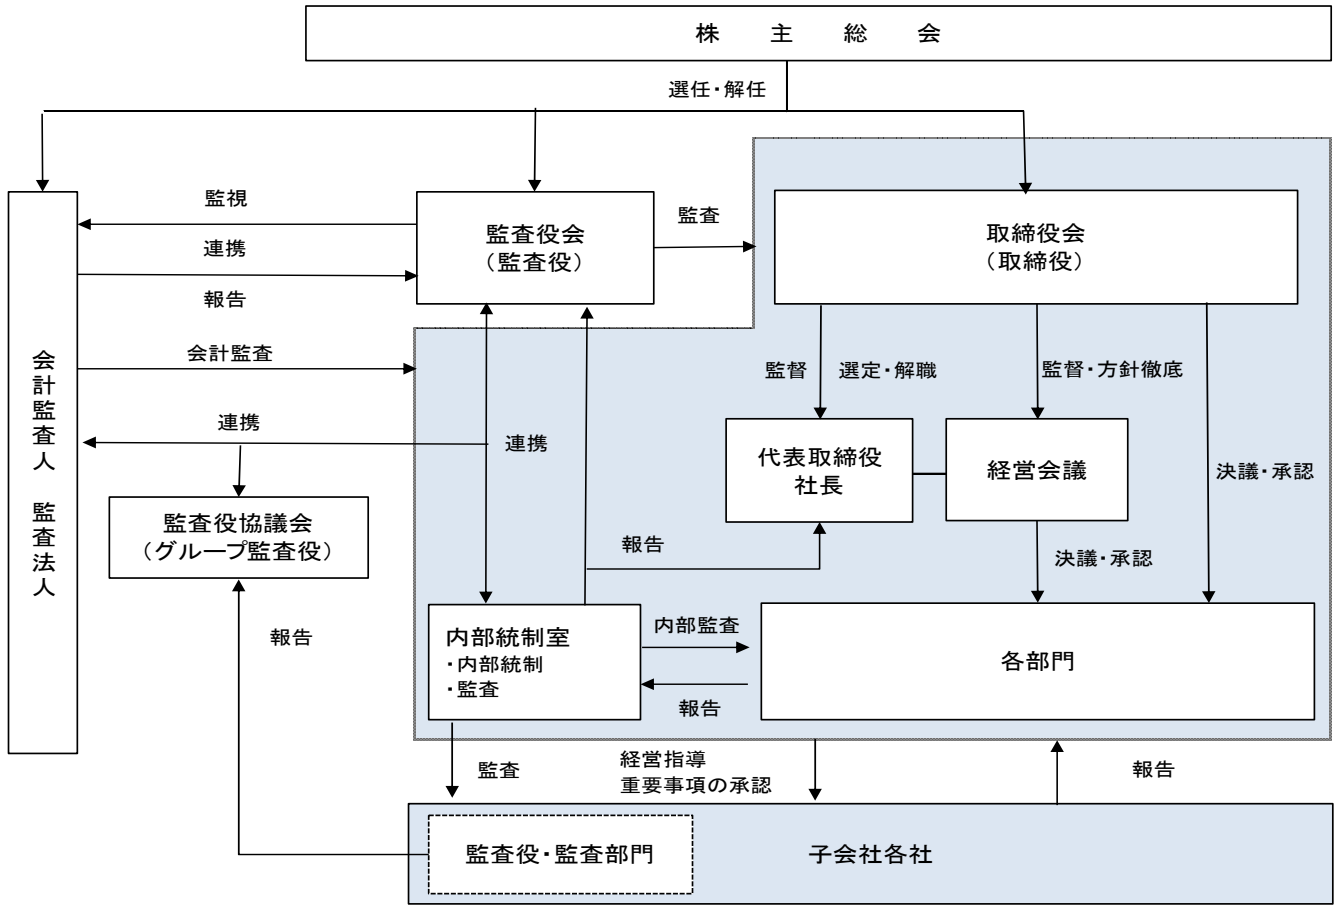 株　主　総　会
選任・解任
監視
連携
報告
監査役会
（監査役）
監査
取締役会
（取締役）
会計監査人　監査法人
会計監査
監督
選定・解職
監督・方針徹底
連携
連携
代表取締役
社長
経営会議
決議・承認
監査役協議会
（グループ監査役）
報告
決議・承認
報告
内部統制室
・内部統制
・監査
内部監査
報告
各部門
監査
経営指導
重要事項の承認
報告
監査役・監査部門
子会社各社